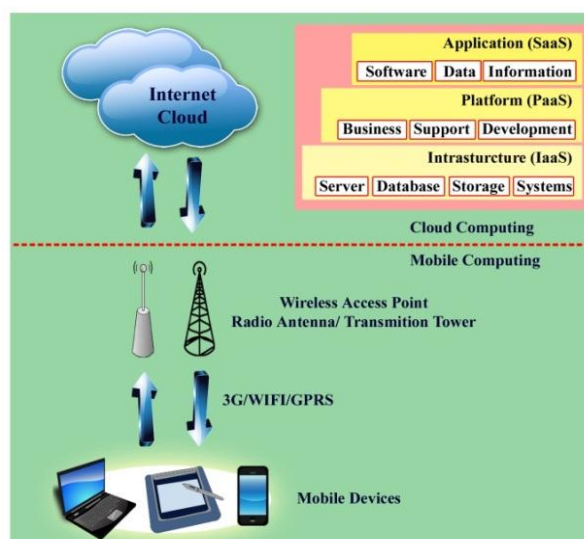 Internet
Cloud
Application (SaaS)
Software Data Information
Platform (PaaS)
Business Support Development
Intrasturcture (IaaS)
Server Database Storage Systems
Cloud Computing
Mobile Computing
Wireless Access Point
Radio Antenna/ Transmition Tower
3G/WIFI/GPRS
Mobile Devices